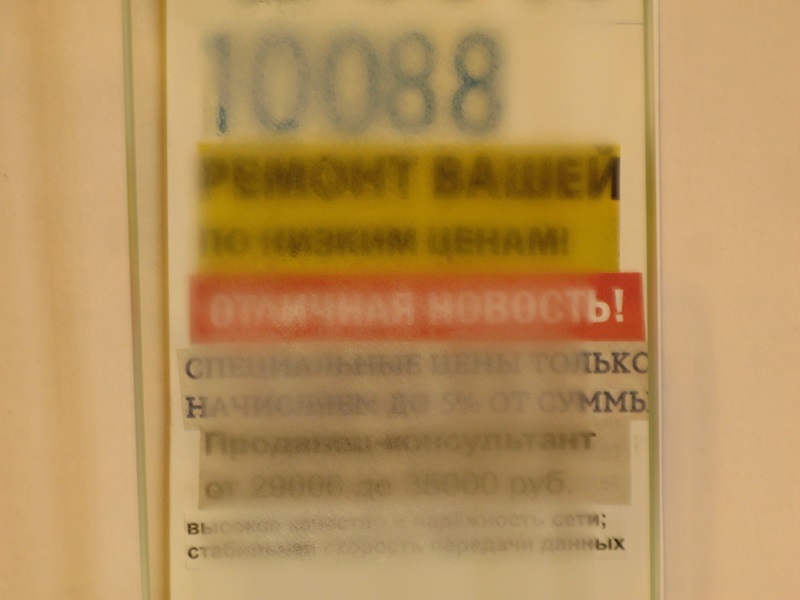 10088
РЕМОНТ ВАШЕЙ
ПО НИЗКИМ ЦЕНАМ!
ОТЛИЧНАЯ НОВОСТЬ!
СПЕЦИАЛЬНЫЕ ЦЕНЫ ТОЛЬКО
НАЧИСЛЯЕМ ДО 5% ОТ СУММЫ
Продавец-консультант
от 29000 до 35000 руб.
высокое качество и надежность сети;
стабильная скорость передачи данных